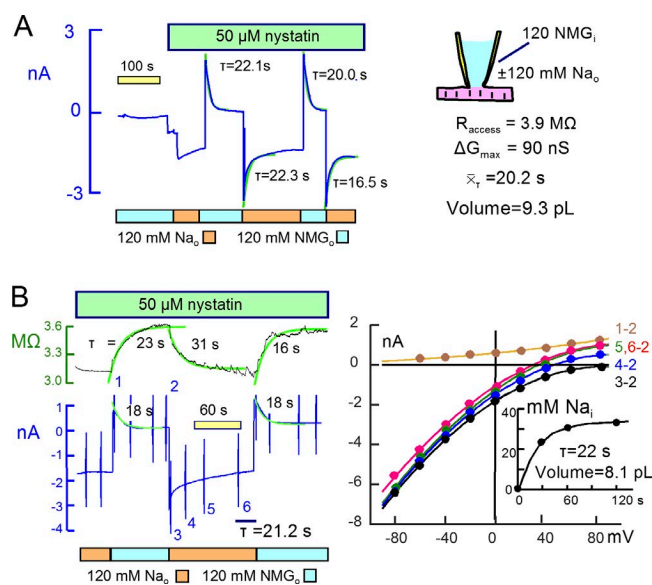 A
3
nA
0
-3
50 µM nystatin
100 s
τ=22.1s
τ=20.0 s
τ=22.3 s
τ=16.5 s
120 mM Naₒ
120 mM NMGₒ
120 NMGᵢ
±120 mM Naₒ
Raccess = 3.9 MΩ
ΔGmax = 90 nS
x̄τ = 20.2 s
Volume=9.3 pL
B
50 µM nystatin
3.6
MΩ
3.0
τ =
23 s
31 s
16 s
1
2
1
0
nA
-1
-2
-3
-4
18 s
60 s
18 s
3
4
5
6
τ =21.2 s
120 mM Naₒ
120 mM NMGₒ
nA
2
0
-2
-4
-6
-8
1-2
5,6-2
4-2
3-2
-80
-40
0
40
80
mV
40
mM Naᵢ
20
0
τ=22 s
Volume=8.1 pL
0
60
120 s